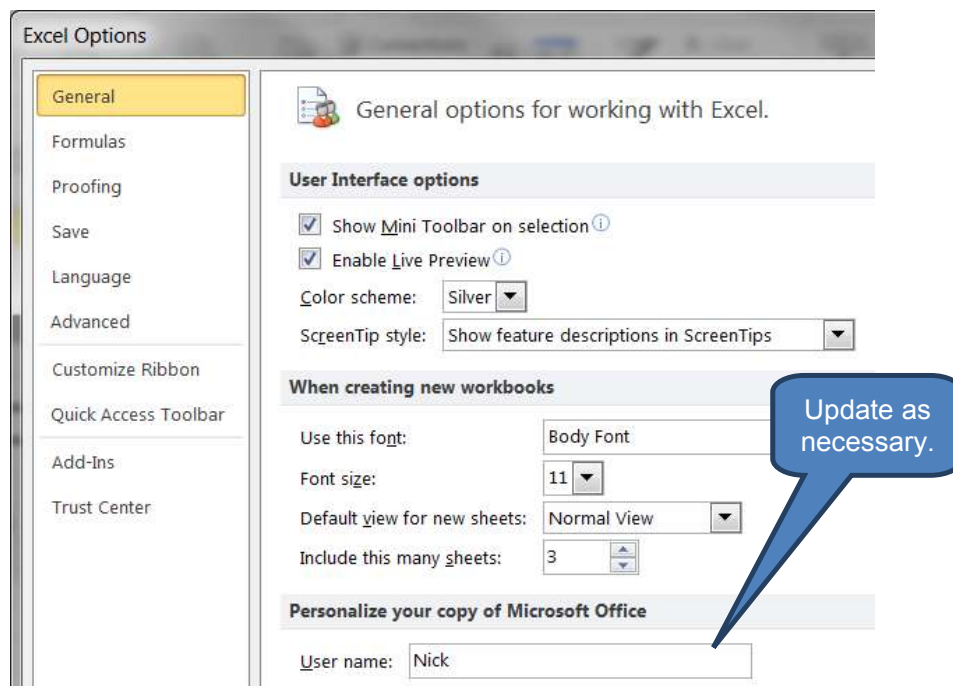 Excel Options
General
Formulas
Proofing
Save
Language
Advanced
Customize Ribbon
Quick Access Toolbar
Add-Ins
Trust Center
General options for working with Excel.
User Interface options
Show Mini Toolbar on selection
Enable Live Preview
Color scheme: Silver
ScreenTip style: Show feature descriptions in ScreenTips
When creating new workbooks
Use this font: Body Font
Font size: 11
Default view for new sheets: Normal View
Include this many sheets: 3
Update as
necessary.
Personalize your copy of Microsoft Office
User name: Nick